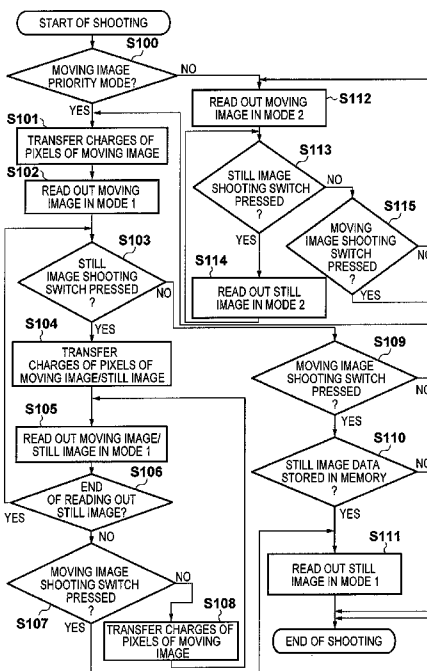 START OF SHOOTING
S100
MOVING IMAGE
PRIORITY MODE?
NO
YES
S101
TRANSFER CHARGES OF
PIXELS OF MOVING IMAGE
S102
READ OUT MOVING
IMAGE IN MODE 1
S103
STILL
IMAGE SHOOTING
SWITCH PRESSED
?
NO
YES
S104
TRANSFER
CHARGES OF PIXELS OF
MOVING IMAGE/STILL IMAGE
S105
READ OUT MOVING IMAGE/
STILL IMAGE IN MODE 1
S106
END
OF READING OUT
STILL IMAGE?
YES
NO
MOVING IMAGE
SHOOTING SWITCH
PRESSED
?
NO
S107
YES
S108
TRANSFER CHARGES OF
PIXELS OF MOVING
IMAGE
READ OUT MOVING
IMAGE IN MODE 2
S112
S113
STILL IMAGE
SHOOTING SWITCH
PRESSED
?
NO
YES
S115
MOVING
IMAGE SHOOTING
SWITCH
PRESSED
?
NO
YES
S114
READ OUT STILL
IMAGE IN MODE 2
S109
MOVING IMAGE
SHOOTING SWITCH
PRESSED
?
NO
YES
S110
STILL IMAGE DATA
STORED IN MEMORY
?
NO
YES
S111
READ OUT STILL
IMAGE IN MODE 1
END OF SHOOTING